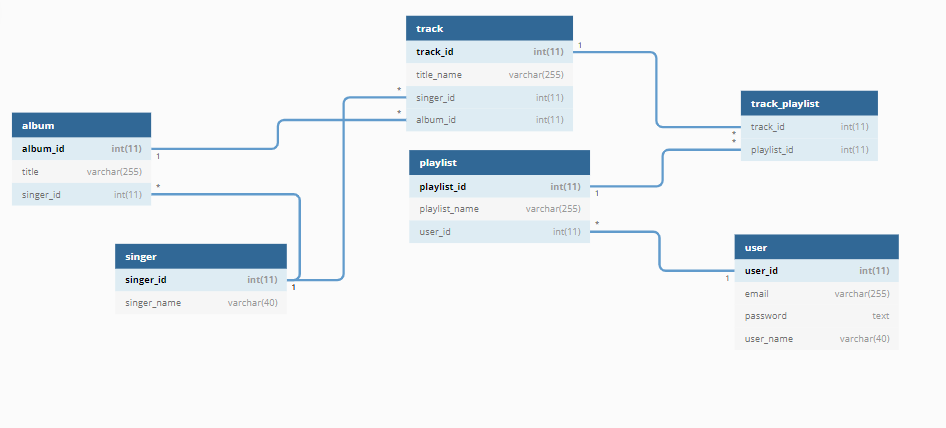 track
track_id int(11)
title_name varchar(255)
singer_id int(11)
album_id int(11)
1
*
*
track_playlist
track_id int(11)
playlist_id int(11)
*
*
album
album_id int(11)
title varchar(255)
singer_id int(11)
1
*
playlist
playlist_id int(11)
playlist_name varchar(255)
user_id int(11)
1
*
singer
singer_id int(11)
singer_name varchar(40)
1
user
user_id int(11)
email varchar(255)
password text
user_name varchar(40)
1